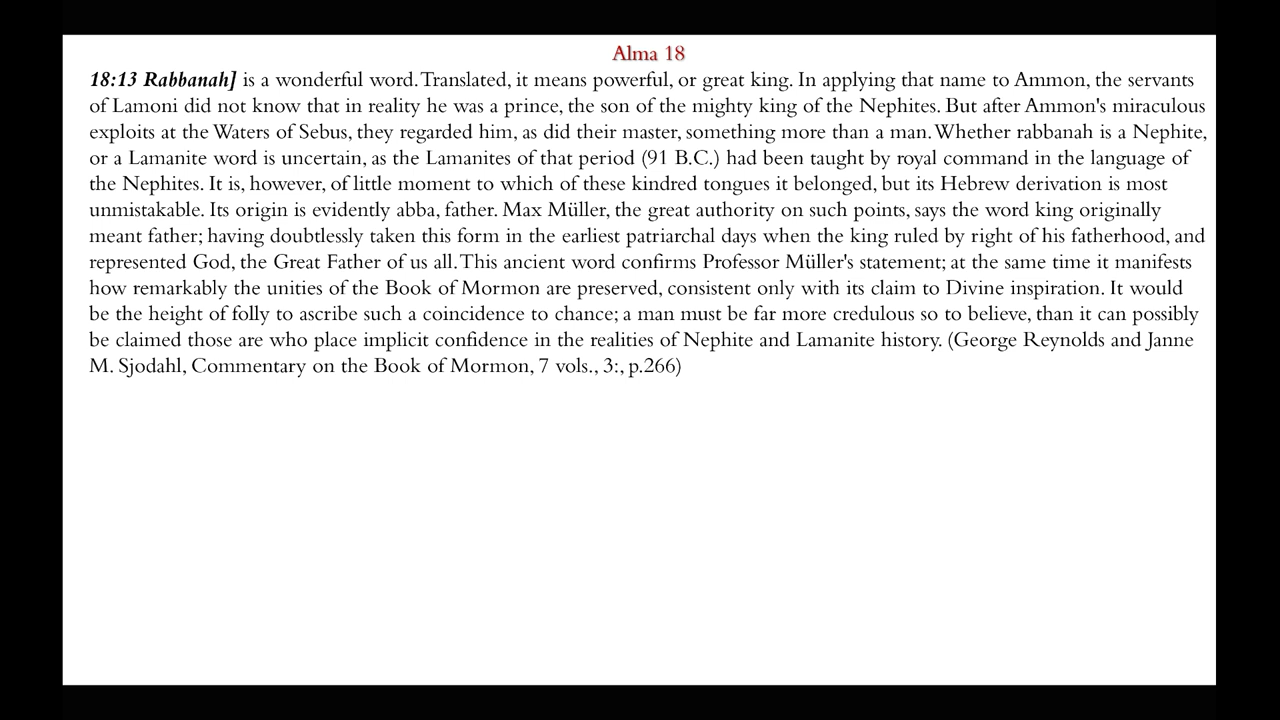 Alma 18
18:13 Rabbanah] is a wonderful word. Translated, it means powerful, or great king. In applying that name to Ammon, the servants
of Lamoni did not know that in reality he was a prince, the son of the mighty king of the Nephites. But after Ammon's miraculous
exploits at the Waters of Sebus, they regarded him, as did their master, something more than a man. Whether rabbanah is a Nephite,
or a Lamanite word is uncertain, as the Lamanites of that period (91 B.C.) had been taught by royal command in the language of
the Nephites. It is, however, of little moment to which of these kindred tongues it belonged, but its Hebrew derivation is most
unmistakable. Its origin is evidently abba, father. Max Müller, the great authority on such points, says the word king originally
meant father; having doubtlessly taken this form in the earliest patriarchal days when the king ruled by right of his fatherhood, and
represented God, the Great Father of us all. This ancient word confirms Professor Müller's statement; at the same time it manifests
how remarkably the unities of the Book of Mormon are preserved, consistent only with its claim to Divine inspiration. It would
be the height of folly to ascribe such a coincidence to chance; a man must be far more credulous so to believe, than it can possibly
be claimed those are who place implicit confidence in the realities of Nephite and Lamanite history. (George Reynolds and Janne
M. Sjodahl, Commentary on the Book of Mormon, 7 vols., 3:, p.266)